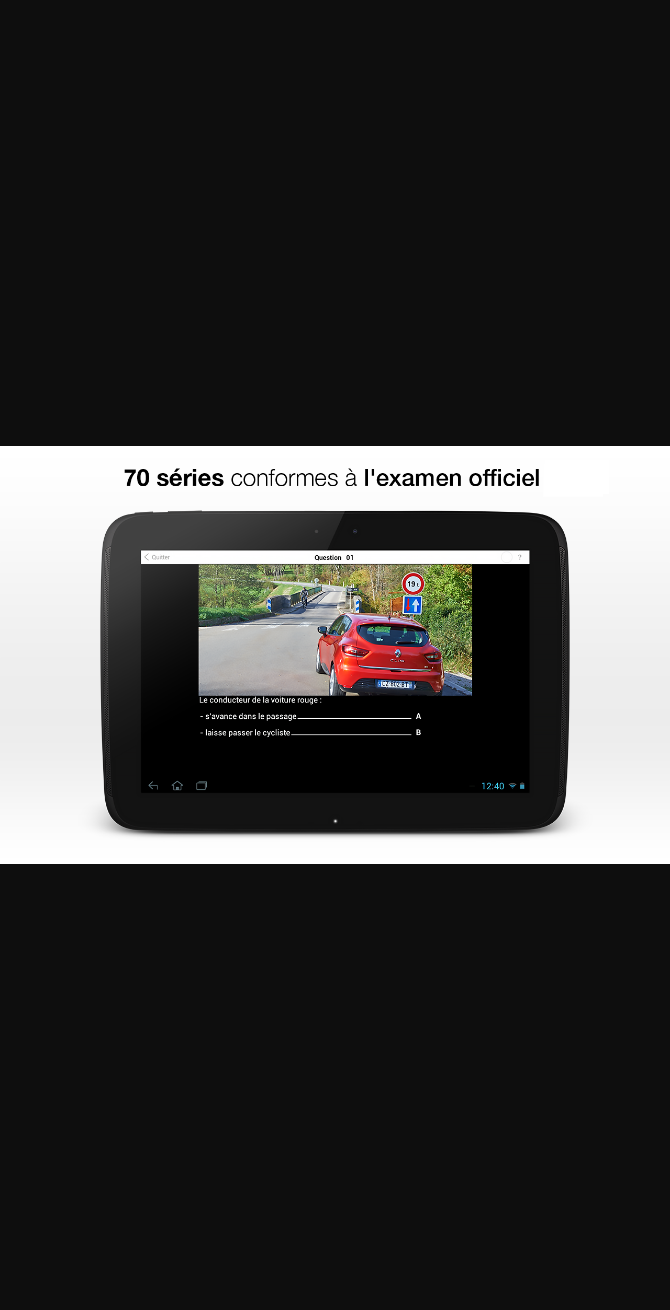 70 séries conformes à l'examen officiel
Quitter
Question 01
?
19 t
Le conducteur de la voiture rouge :
- s'avance dans le passage A
- laisse passer le cycliste B
12:40